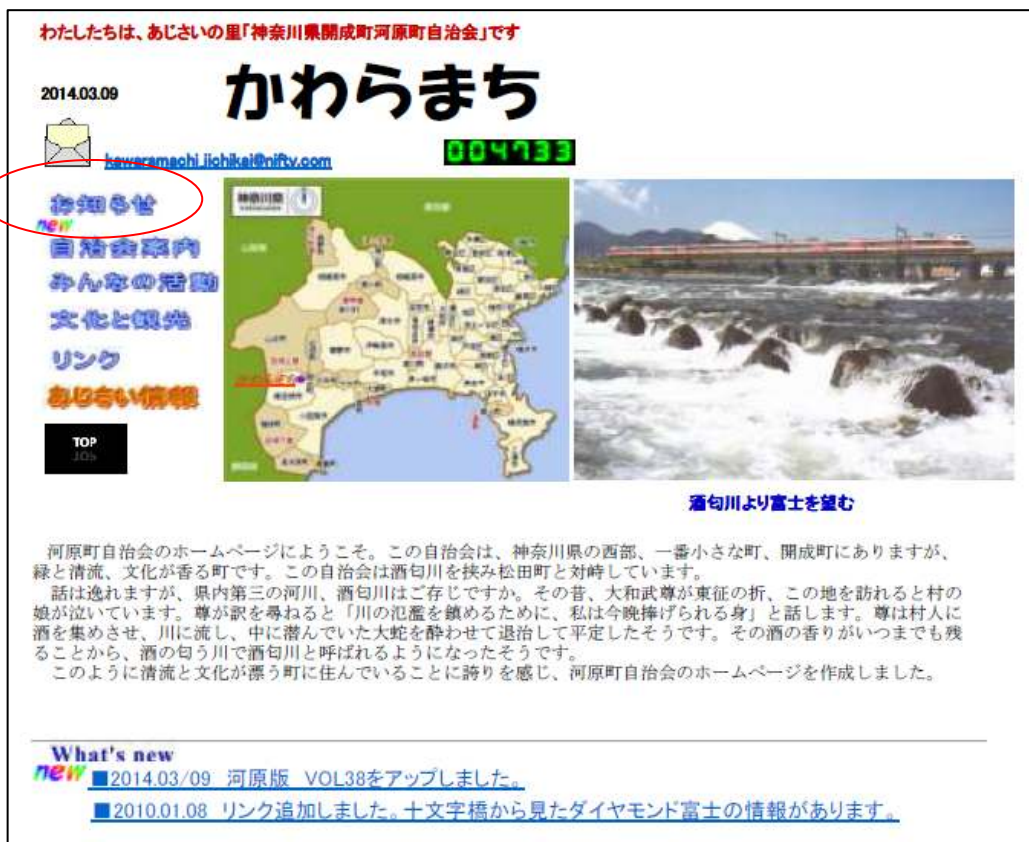 わたしたちは、あじさいの里｢神奈川県開成町河原町自治会｣です
かわらまち
2014.03.09
kawaramachi.jichikai@nifty.com
004733
お知らせ
new
自治会案内
みんなの活動
文化と観光
リンク
あじさい情報
TOP
神奈川県
かわらまち
酒匂川より富士を望む
河原町自治会のホームページにようこそ。この自治会は、神奈川県の西部、一番小さな町、開成町にありますが、
緑と清流、文化が香る町です。この自治会は酒匂川を挟み松田町と対峙しています。
話は逸れますが、県内第三の河川、酒匂川はご存じですか。その昔、大和武尊が東征の折、この地を訪れると村の
娘が泣いています。尊が訳を尋ねると「川の氾濫を鎮めるために、私は今晩捧げられる身」と話します。尊は村人に
酒を集めさせ、川に流し、中に潜んでいた大蛇を酔わせて退治して平定したそうです。その酒の香りがいつまでも残
ることから、酒の匂う川で酒匂川と呼ばれるようになったそうです。
このように清流と文化が漂う町に住んでいることに誇りを感じ、河原町自治会のホームページを作成しました。
What's new
new ■2014.03/09 河原版 VOL38をアップしました。
■2010.01.08 リンク追加しました。十文字橋から見たダイヤモンド富士の情報があります。